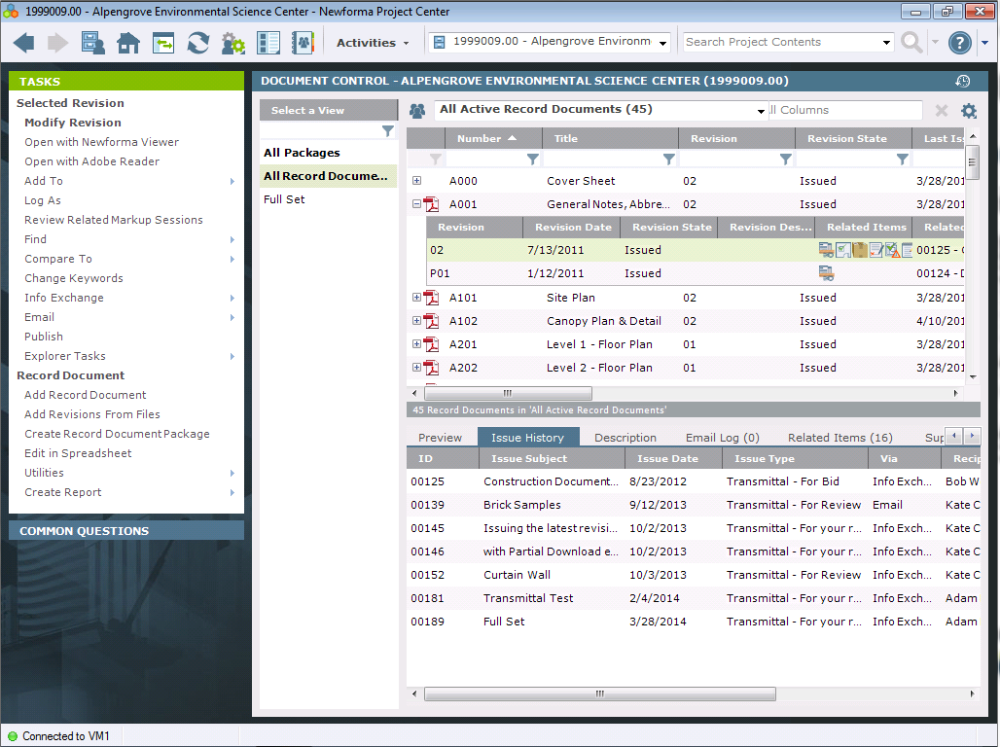 1999009.00 - Alpengrove Environmental Science Center - Newforma Project Center
Activities
1999009.00 - Alpengrove Environm
Search Project Contents
TASKS
Selected Revision
Modify Revision
Open with Newforma Viewer
Open with Adobe Reader
Add To
Log As
Review Related Markup Sessions
Find
Compare To
Change Keywords
Info Exchange
Email
Publish
Explorer Tasks
Record Document
Add Record Document
Add Revisions From Files
Create Record Document Package
Edit in Spreadsheet
Utilities
Create Report
COMMON QUESTIONS
DOCUMENT CONTROL - ALPENGROVE ENVIRONMENTAL SCIENCE CENTER (1999009.00)
Select a View
All Packages
All Record Docume...
Full Set
All Active Record Documents (45) ll Columns
Number Title Revision Revision State Last Iss
A000 Cover Sheet 02 Issued 3/28/201
A001 General Notes, Abbre... 02 Issued 3/28/201
Revision Revision Date Revision State Revision Des... Related Items Related
02 7/13/2011 Issued 00125 - C
P01 1/12/2011 Issued 00124 - D
A101 Site Plan 02 Issued 3/28/201
A102 Canopy Plan & Detail 02 Issued 4/10/201
A201 Level 1 - Floor Plan 01 Issued 3/28/201
A202 Level 2 - Floor Plan 01 Issued 3/28/201
45 Record Documents in 'All Active Record Documents'
Preview Issue History Description Email Log (0) Related Items (16) Sup
ID Issue Subject Issue Date Issue Type Via Recip
00125 Construction Document... 8/23/2012 Transmittal - For Bid Info Exch... Bob W
00139 Brick Samples 9/12/2013 Transmittal - For Review Email Kate C
00145 Issuing the latest revisi... 10/2/2013 Transmittal - For your r... Info Exch... Kate C
00146 with Partial Download e... 10/2/2013 Transmittal - For your r... Info Exch... Kate C
00152 Curtain Wall 10/3/2013 Transmittal - For Review Info Exch... Kate C
00181 Transmittal Test 2/4/2014 Transmittal - For your r... Info Exch... Adam
00189 Full Set 3/28/2014 Transmittal - For your r... Info Exch... Adam
Connected to VM1